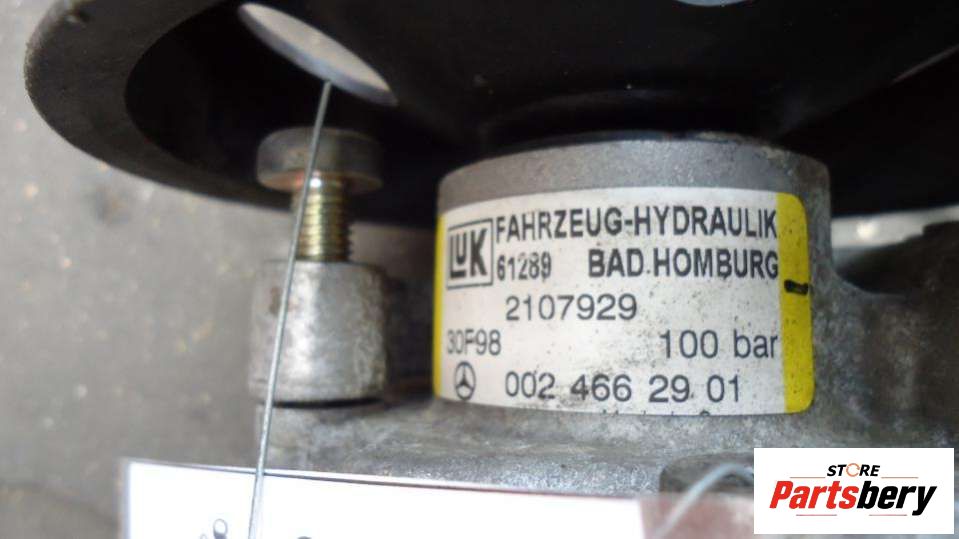 LuK
FAHRZEUG-HYDRAULIK
61289 BAD HOMBURG
2107929
30F98 100 bar
002 466 29 01
STORE
Partsbery